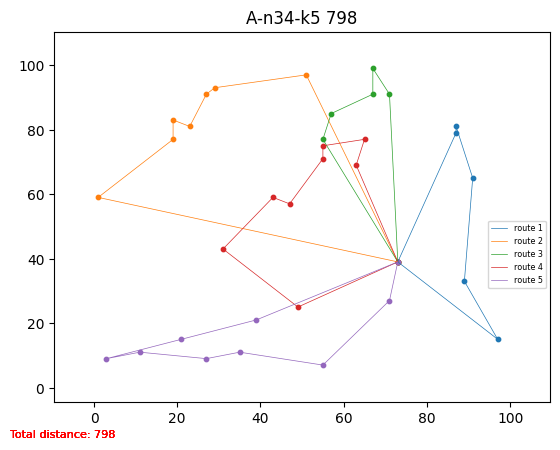 A-n34-k5 798
100
80
60
40
20
0
0 20 40 60 80 100
route 1
route 2
route 3
route 4
route 5
Total distance: 798